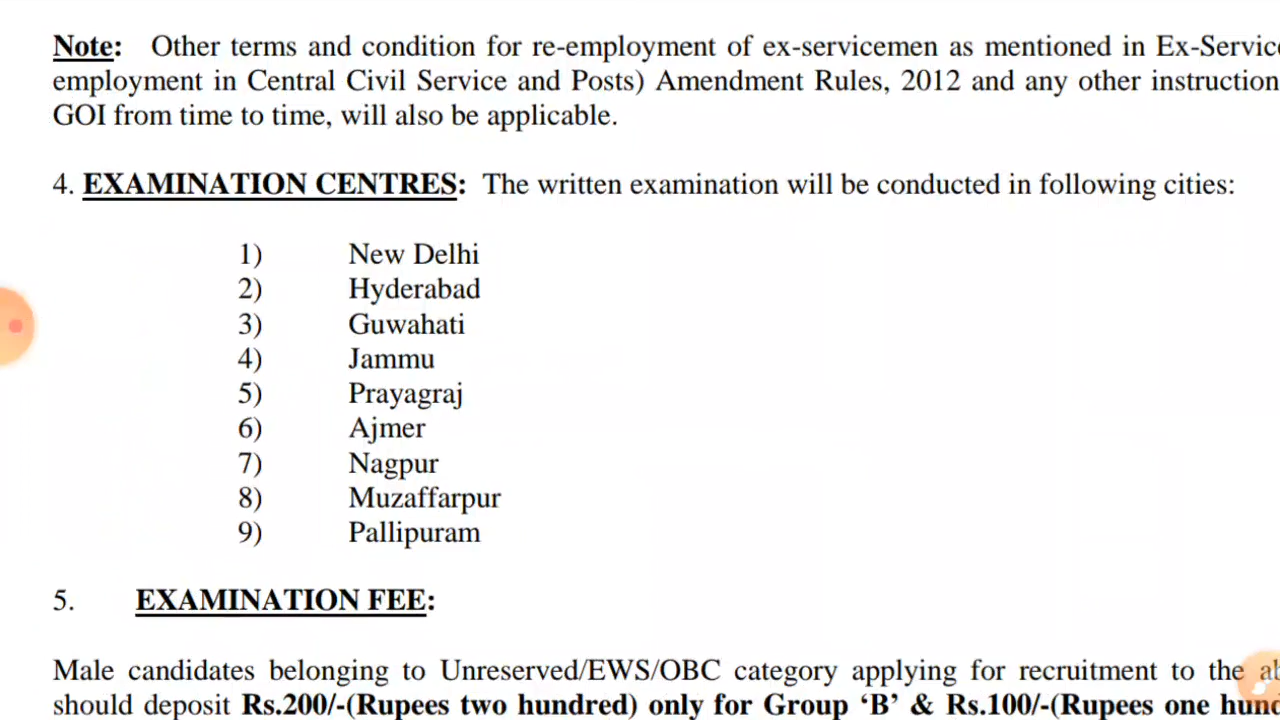 Note: Other terms and condition for re-employment of ex-servicemen as mentioned in
employment in Central Civil Service and Posts) Amendment Rules, 2012 and any other instruction
GOI from time to time, will also be applicable.
4. EXAMINATION CENTRES: The written examination will be conducted in following cities:
1) New Delhi
2) Hyderabad
3) Guwahati
4) Jammu
5) Prayagraj
6) Ajmer
7) Nagpur
8) Muzaffarpur
9) Pallipuram
5. EXAMINATION FEE:
Male candidates belonging to Unreserved/EWS/OBC category applying for recruitment to the
should deposit Rs.200/-(Rupees two hundred) only for Group ‘B’ & Rs.100/-(Rupees one